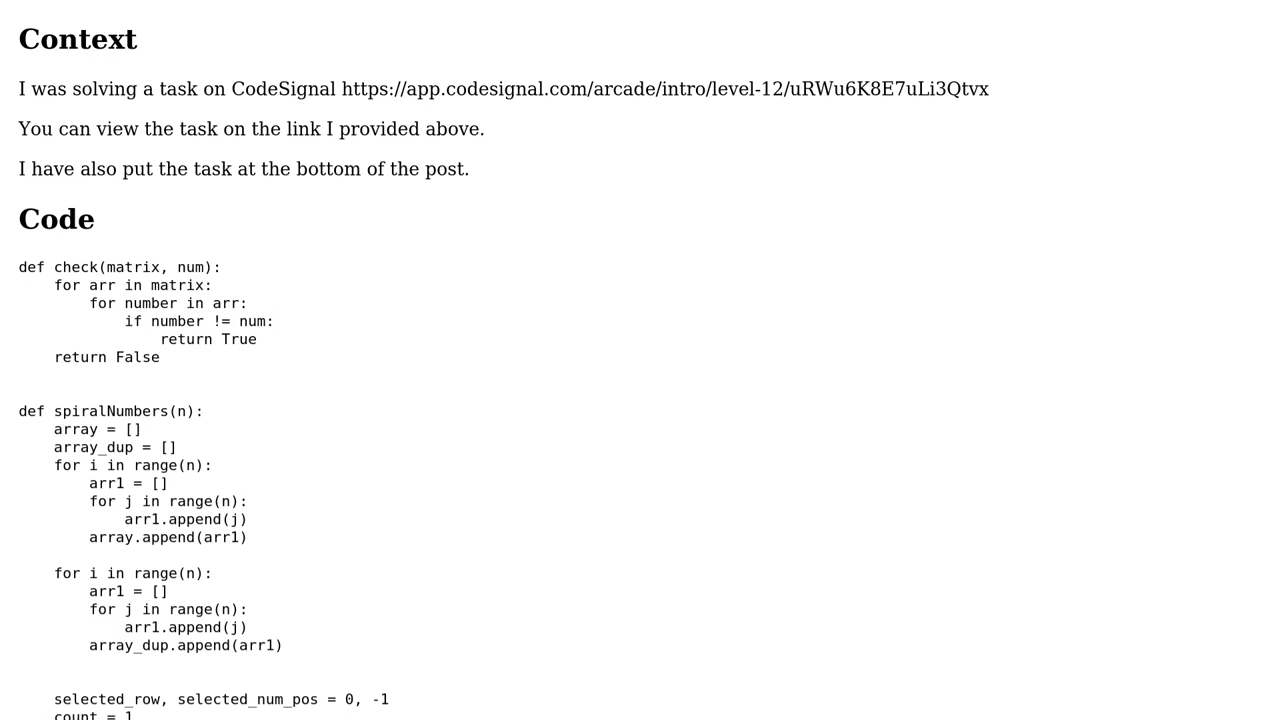 Context
I was solving a task on CodeSignal https://app.codesignal.com/arcade/intro/level-12/uRWu6K8E7uLi3Qtvx
You can view the task on the link I provided above.
I have also put the task at the bottom of the post.
Code
def check(matrix, num):
    for arr in matrix:
        for number in arr:
            if number != num:
                return True
    return False
def spiralNumbers(n):
    array = []
    array_dup = []
    for i in range(n):
        arr1 = []
        for j in range(n):
            arr1.append(j)
        array.append(arr1)
    for i in range(n):
        arr1 = []
        for j in range(n):
            arr1.append(j)
        array_dup.append(arr1)
    selected_row, selected_num_pos = 0, -1
    count = 1